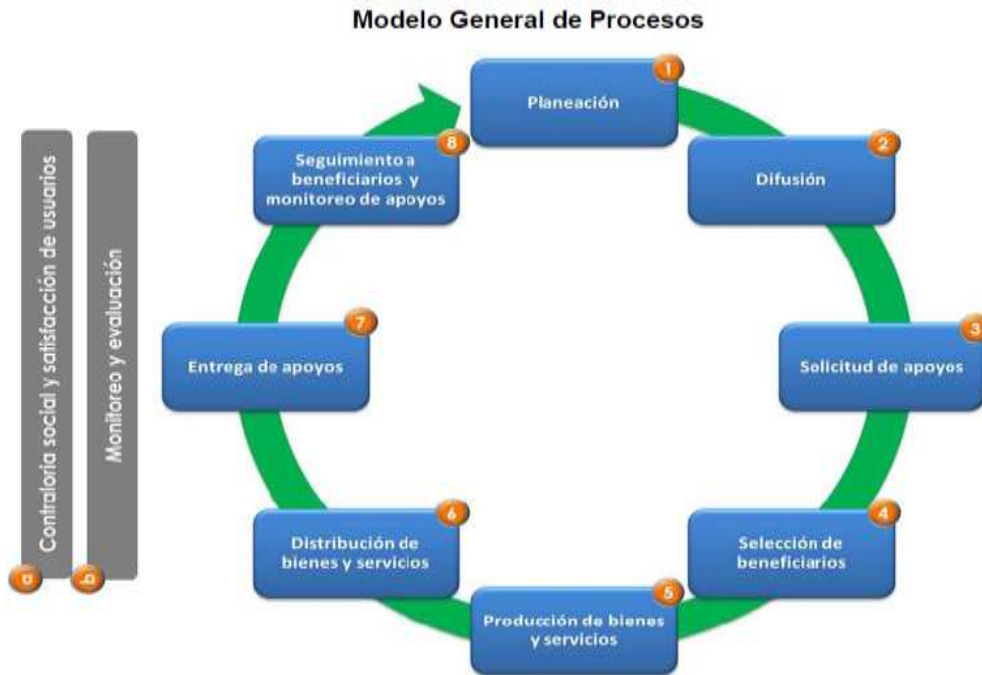 Modelo General de Procesos
1
Planeación
2
Difusión
3
Solicitud de apoyos
4
Selección de
beneficiarios
5
Producción de bienes
y servicios
6
Distribución de
bienes y servicios
7
Entrega de apoyos
8
Seguimiento a
beneficiarios y
monitoreo de apoyos
a
Contraloria social y satisfacción de usuarios
b
Monitoreo y evaluación